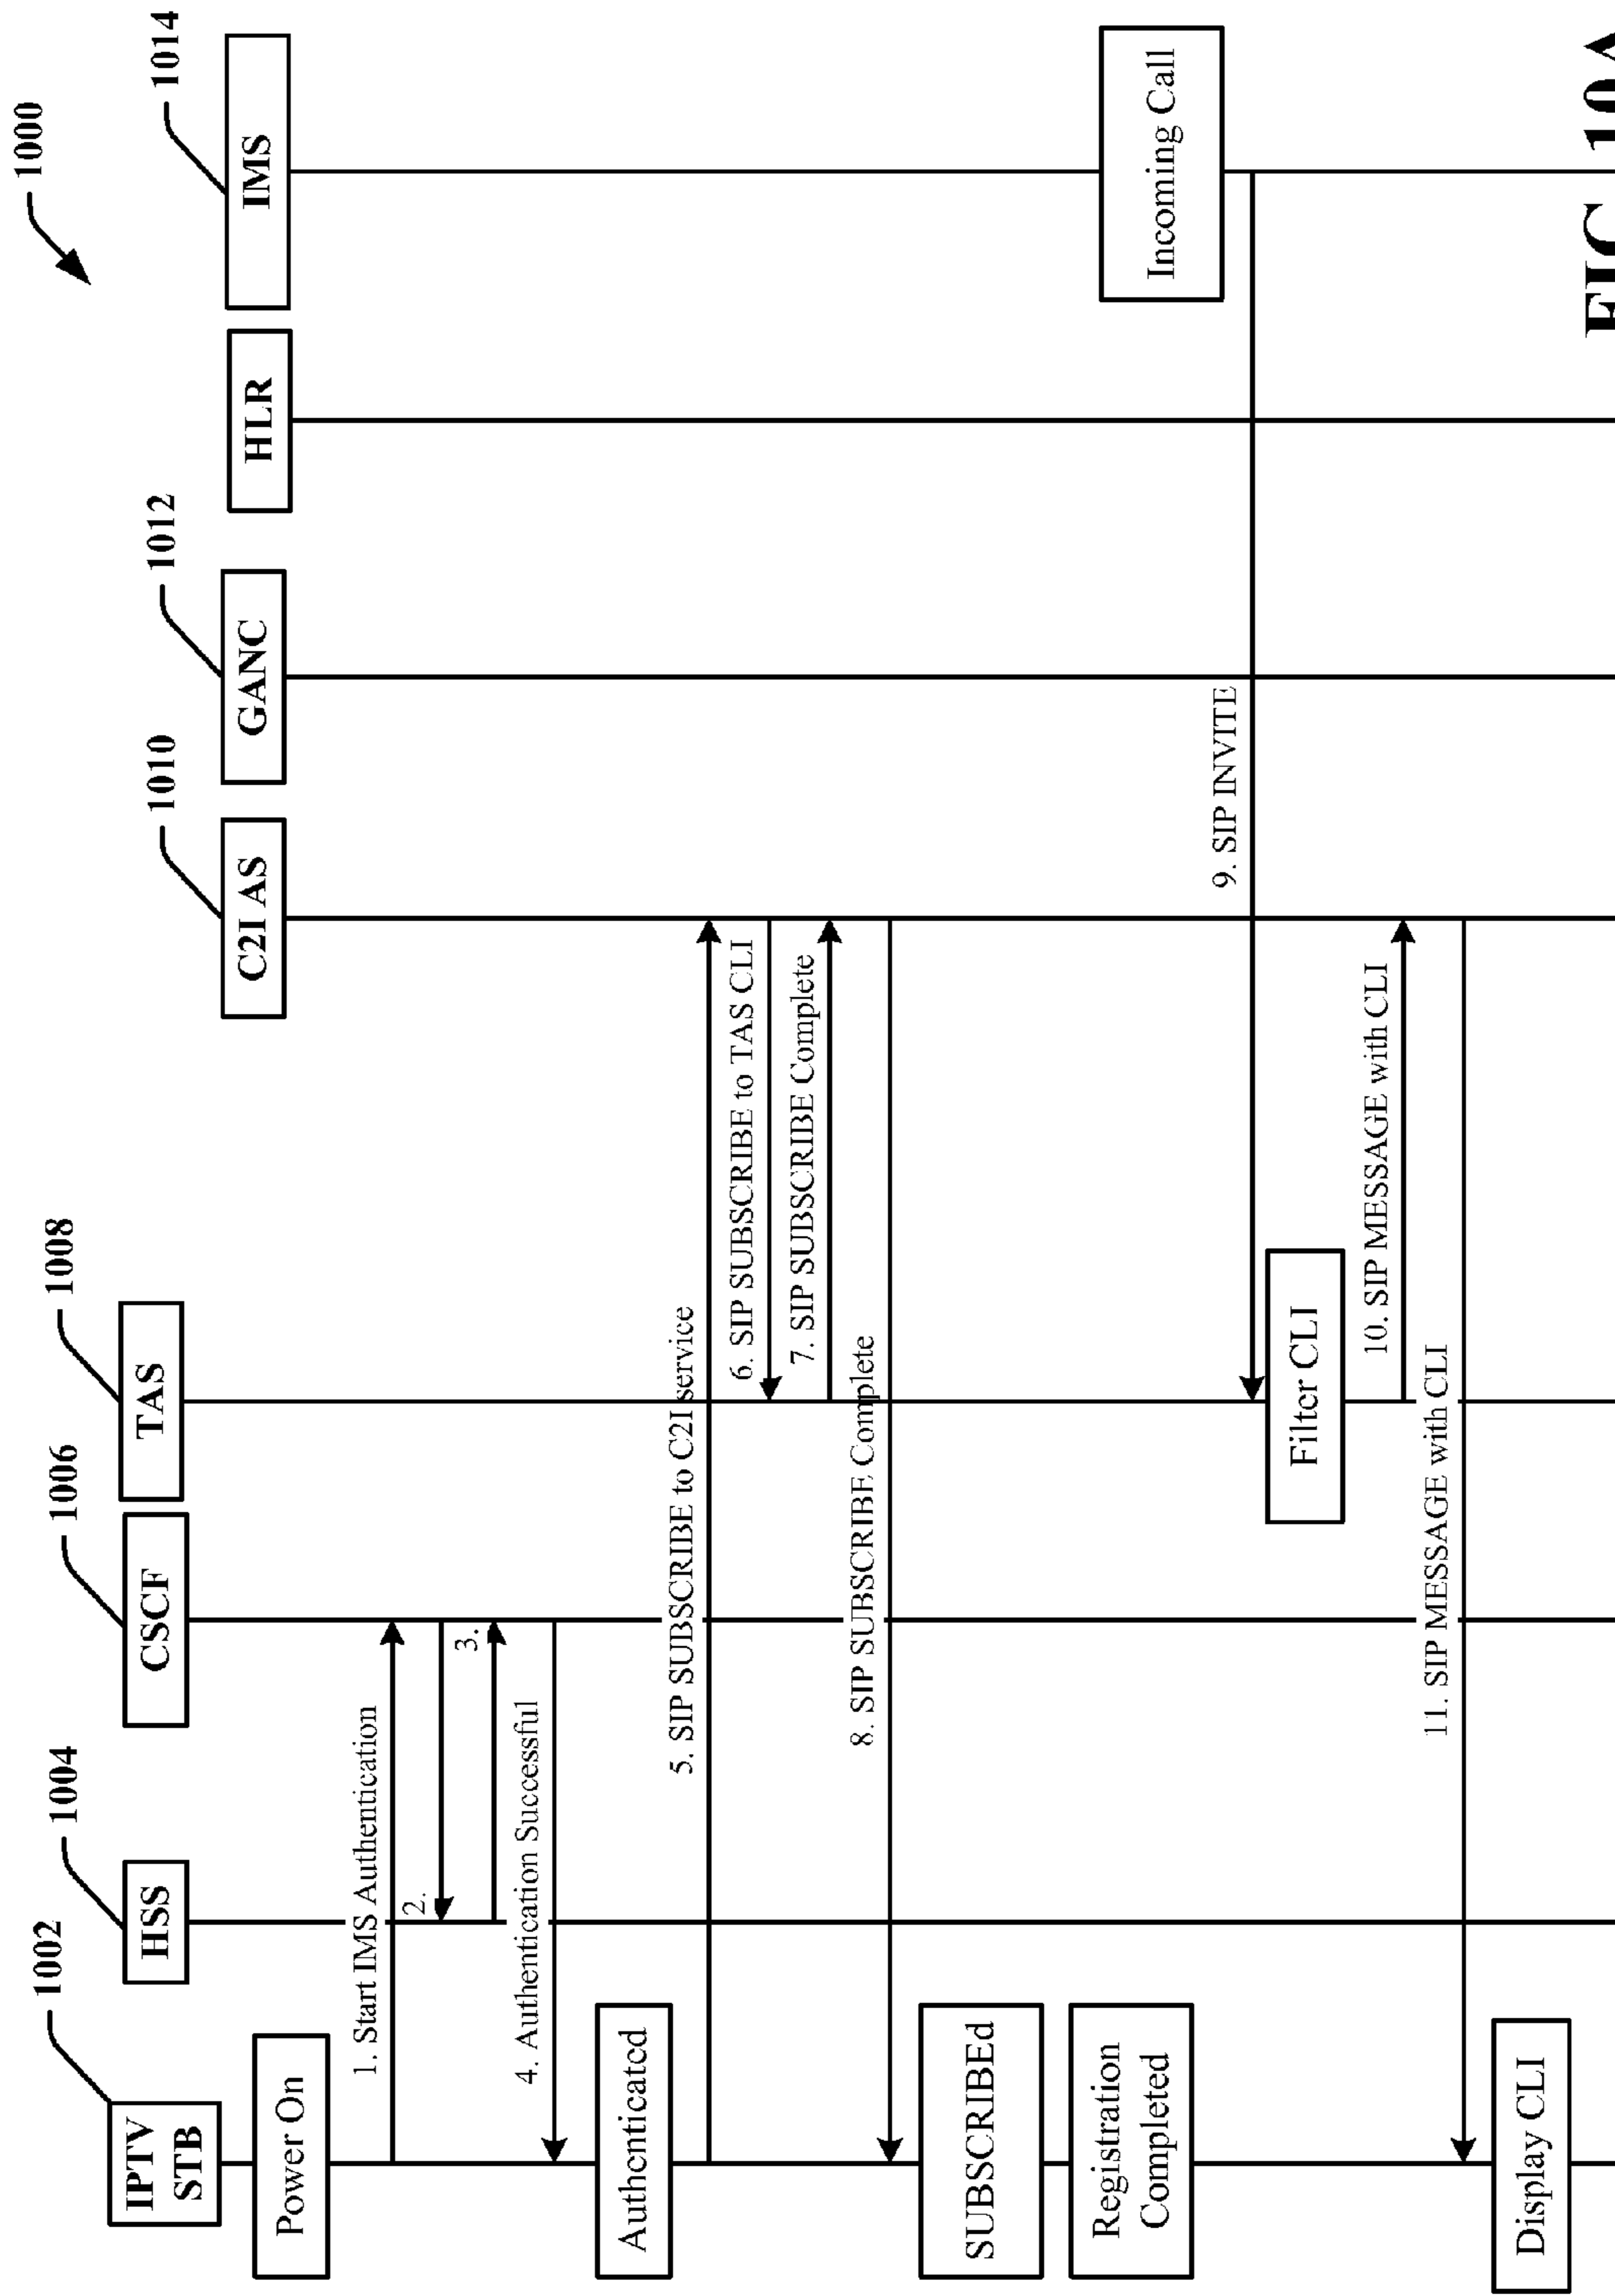 1000
1002
1004
1006
1008
1010
1012
1014
IPTV
STB
HSS
CSCF
TAS
C2I AS
GANC
HLR
IMS
Power On
1. Start IMS Authentication
2.
3.
4. Authentication Successful
Authenticated
5. SIP SUBSCRIBE to C2I service
6. SIP SUBSCRIBE to TAS CLI
7. SIP SUBSCRIBE Complete
8. SIP SUBSCRIBE Complete
SUBSCRIBEd
Registration
Completed
Incoming Call
9. SIP INVITE
Filter CLI
10. SIP MESSAGE with CLI
11. SIP MESSAGE with CLI
Display CLI
FIG. 10A